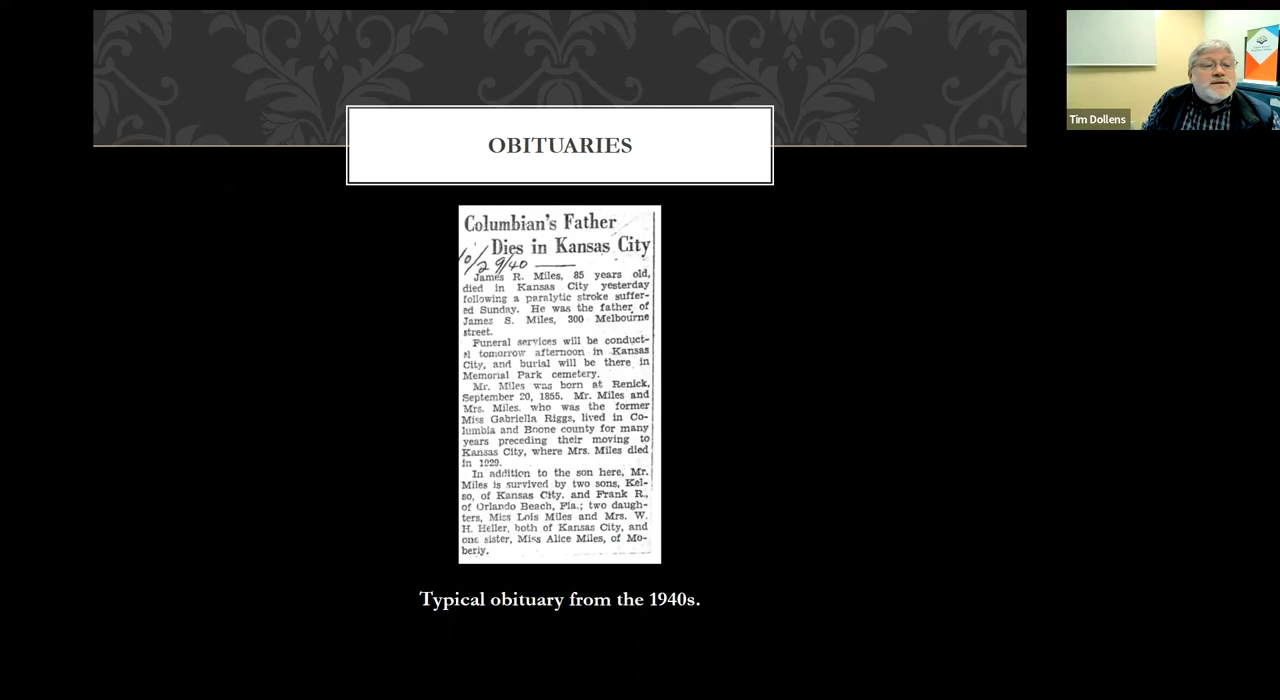 OBITUARIES
Columbian's Father
Dies in Kansas City
10/29/40
James R. Miles, 85 years old,
died in Kansas City yesterday
following a paralytic stroke suffer-
ed Sunday. He was the father of
James S. Miles, 300 Melbourne
street.
Funeral services will be conduct-
ed tomorrow afternoon in Kansas
City, and burial will be there in
Memorial Park cemetery.
Mr. Miles was born at Renick,
September 20, 1855. Mr. Miles and
Mrs. Miles. who was the former
Miss Gabriella Riggs, lived in Co-
lumbia and Boone county for many
years preceding their moving to
Kansas City, where Mrs. Miles died
in 1929.
In addition to the son here, Mr.
Miles is survived by two sons, Kel-
so, of Kansas City, and Frank R.,
of Orlando Beach, Fla.; two daugh-
ters, Miss Lois Miles and Mrs. W.
H. Heller, both of Kansas City, and
one sister, Miss Alice Miles, of Mo-
berly.
Typical obituary from the 1940s.
Tim Dollens